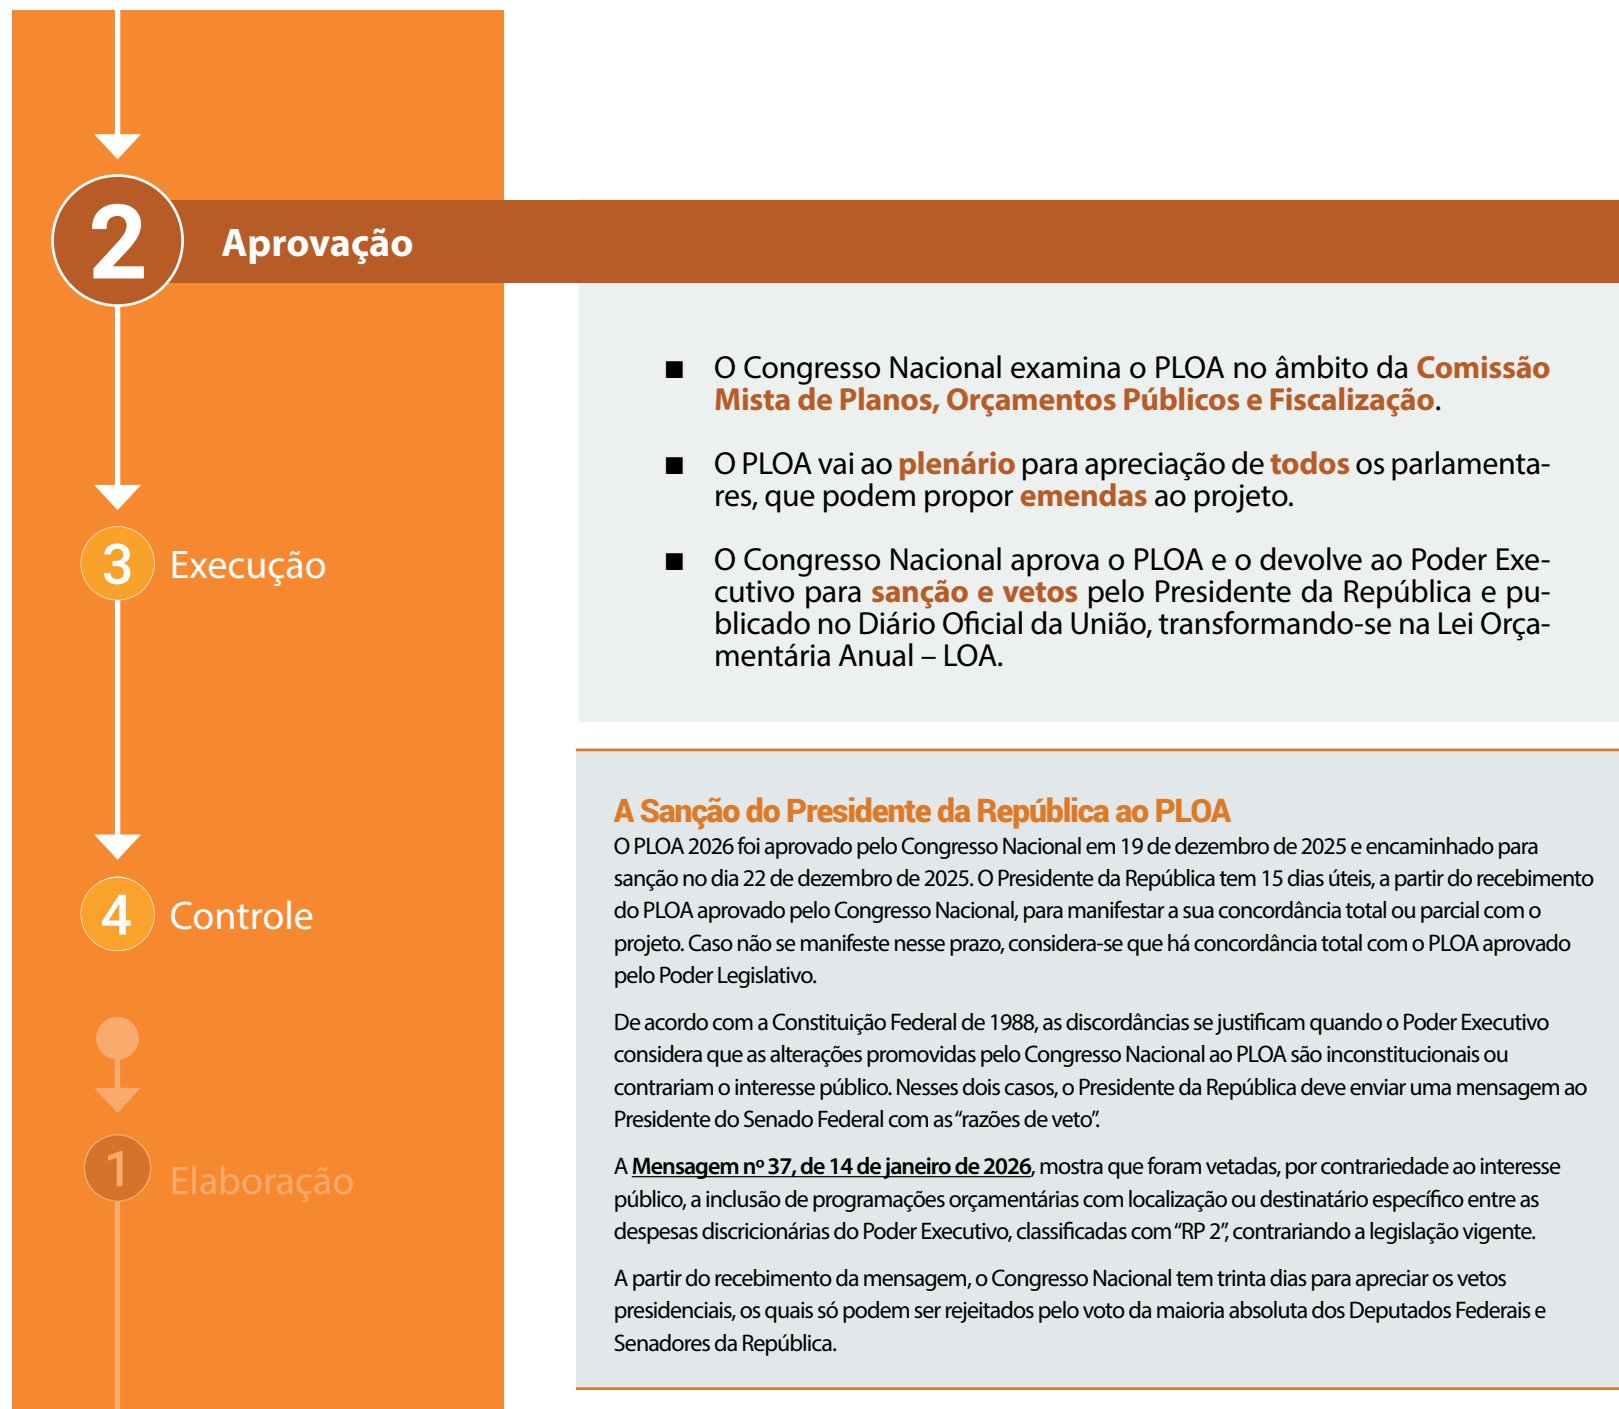 2
Aprovação
■ O Congresso Nacional examina o PLOA no âmbito da Comissão
Mista de Planos, Orçamentos Públicos e Fiscalização.
■ O PLOA vai ao plenário para apreciação de todos os parlamenta-
res, que podem propor emendas ao projeto.
■ O Congresso Nacional aprova o PLOA e o devolve ao Poder Exe-
cutivo para sanção e vetos pelo Presidente da República e pu-
blicado no Diário Oficial da União, transformando-se na Lei Orça-
mentária Anual – LOA.
3 Execução
4 Controle
1 Elaboração
A Sanção do Presidente da República ao PLOA
O PLOA 2026 foi aprovado pelo Congresso Nacional em 19 de dezembro de 2025 e encaminhado para
sanção no dia 22 de dezembro de 2025. O Presidente da República tem 15 dias úteis, a partir do recebimento
do PLOA aprovado pelo Congresso Nacional, para manifestar a sua concordância total ou parcial com o
projeto. Caso não se manifeste nesse prazo, considera-se que há concordância total com o PLOA aprovado
pelo Poder Legislativo.
De acordo com a Constituição Federal de 1988, as discordâncias se justificam quando o Poder Executivo
considera que as alterações promovidas pelo Congresso Nacional ao PLOA são inconstitucionais ou
contrariam o interesse público. Nesses dois casos, o Presidente da República deve enviar uma mensagem ao
Presidente do Senado Federal com as “razões de veto”.
A Mensagem nº 37, de 14 de janeiro de 2026, mostra que foram vetadas, por contrariedade ao interesse
público, a inclusão de programações orçamentárias com localização ou destinatário específico entre as
despesas discricionárias do Poder Executivo, classificadas com “RP 2”, contrariando a legislação vigente.
A partir do recebimento da mensagem, o Congresso Nacional tem trinta dias para apreciar os vetos
presidenciais, os quais só podem ser rejeitados pelo voto da maioria absoluta dos Deputados Federais e
Senadores da República.